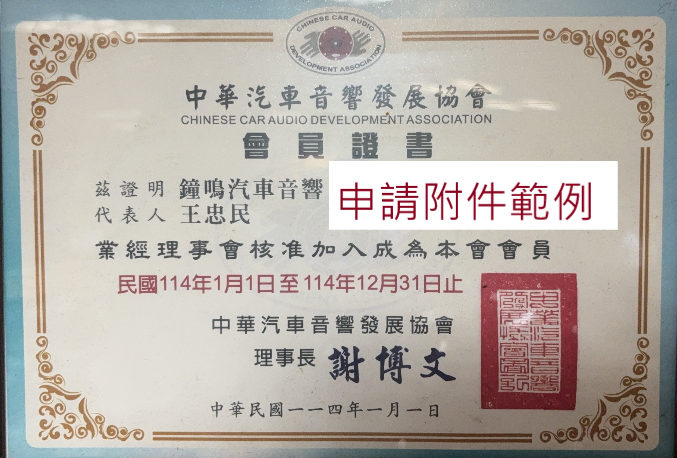 CHINESE CAR AUDIO
DEVELOPMENT ASSOCIATION
中華汽車音響發展協會
CHINESE CAR AUDIO DEVELOPMENT ASSOCIATION
會員證書
茲證明 鐘鳴汽車音響
代表人 王忠民
申請附件範例
業經理事會核准加入成為本會會員
民國114年1月1日至114年12月31日止
中華汽車音響發展協會
理事長 謝博文
中華民國一一四年一月一日